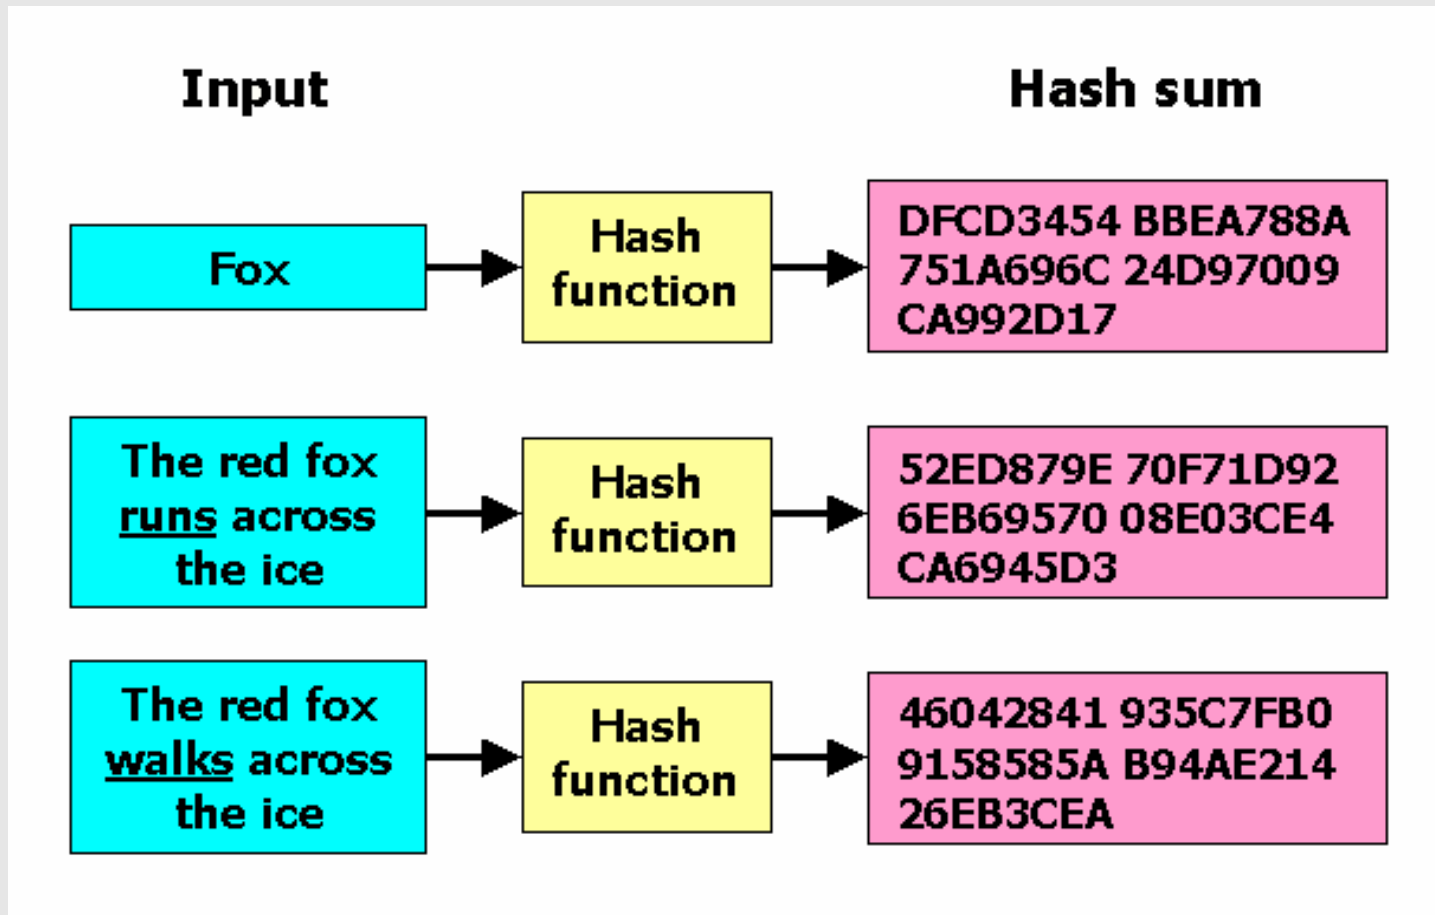 Input
Hash sum
Fox
Hash
function
DFCD3454 BBEA788A
751A696C 24D97009
CA992D17
The red fox
runs across
the ice
Hash
function
52ED879E 70F71D92
6EB69570 08E03CE4
CA6945D3
The red fox
walks across
the ice
Hash
function
46042841 935C7FB0
9158585A B94AE214
26EB3CEA